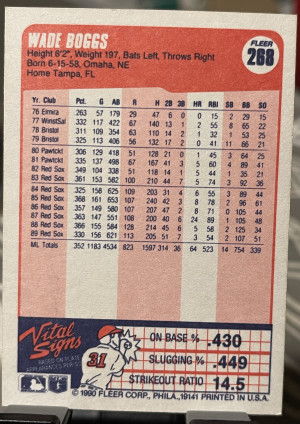 WADE BOGGS
FLEER
268
Height 6'2", Weight 197, Bats Left, Throws Right
Born 6-15-58, Omaha, NE
Home Tampa, FL
Yr. Club Pct. G AB R H 2B 3B HR RBI SB BB SO
76 Elmira .263 57 179 29 47 6 0 0 15 2 29 15
77 WinstSal .332 117 422 67 140 13 1 2 55 8 65 22
78 Bristol .311 109 354 63 110 14 2 1 32 1 53 25
79 Bristol .325 113 406 56 132 17 2 0 41 11 66 21
80 Pawtckt .306 129 418 51 128 21 0 1 45 3 64 25
81 Pawtckt .335 137 498 67 167 41 3 5 60 4 89 41
82 Red Sox .349 104 338 51 118 14 1 5 44 1 35 21
83 Red Sox .361 153 582 100 210 44 7 5 74 3 92 36
84 Red Sox .325 158 625 109 203 31 4 6 55 3 89 44
85 Red Sox .368 161 653 107 240 42 3 8 78 2 96 61
86 Red Sox .357 149 580 107 207 47 2 8 71 0 105 44
87 Red Sox .363 147 551 108 200 40 6 24 89 1 105 48
88 Red Sox .366 155 584 128 214 45 6 5 58 2 125 34
89 Red Sox .330 156 621 113 205 51 7 3 54 2 107 51
ML Totals .352 1183 4534 823 1597 314 36 64 523 14 754 339
Vital
Signs
BASED ON PLATE
APPEARANCES PER SO
31
ON BASE % .430
SLUGGING % .449
STRIKEOUT RATIO 14.5
© 1990 FLEER CORP., PHILA., 19141 PRINTED IN U.S.A.